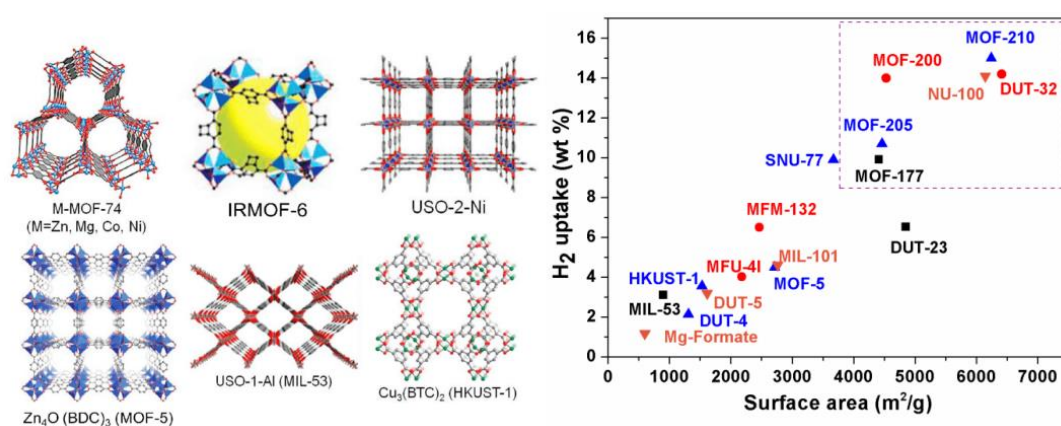 M-MOF-74
(M=Zn, Mg, Co, Ni)
IRMOF-6
USO-2-Ni
Zn₄O (BDC)₃ (MOF-5)
USO-1-Al (MIL-53)
Cu₃(BTC)₂ (HKUST-1)
H₂ uptake (wt %)
16
14
12
10
8
6
4
2
0
MOF-210
MOF-200
NU-100
DUT-32
MOF-205
SNU-77
MOF-177
MFM-132
DUT-23
MIL-101
MFU-4l
MOF-5
HKUST-1
DUT-5
MIL-53
DUT-4
Mg-Formate
0 1000 2000 3000 4000 5000 6000 7000
Surface area (m²/g)